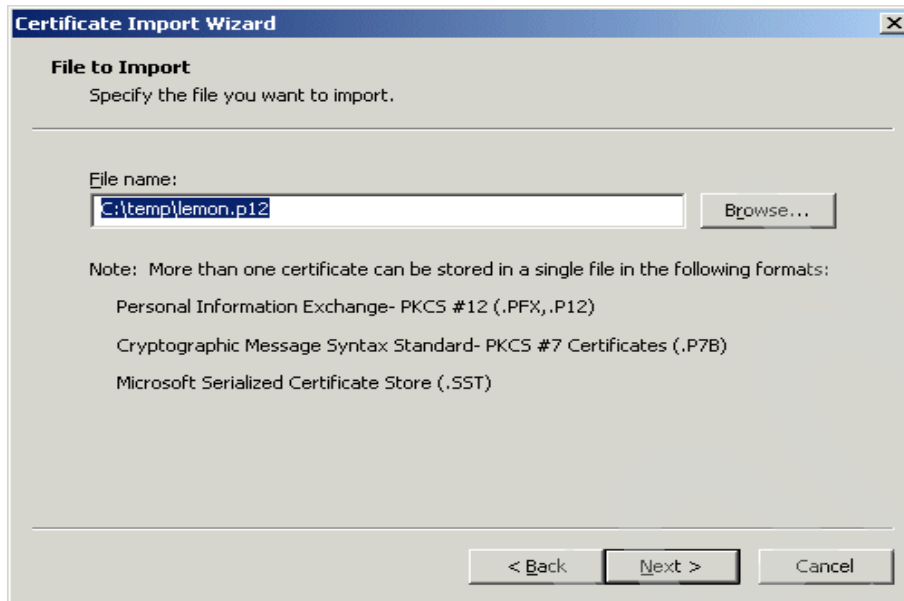 Certificate Import Wizard
File to Import
Specify the file you want to import.
File name:
C:\temp\lemon.p12
Browse...
Note:  More than one certificate can be stored in a single file in the following formats:
Personal Information Exchange- PKCS #12 (.PFX,.P12)
Cryptographic Message Syntax Standard- PKCS #7 Certificates (.P7B)
Microsoft Serialized Certificate Store (.SST)
< Back
Next >
Cancel